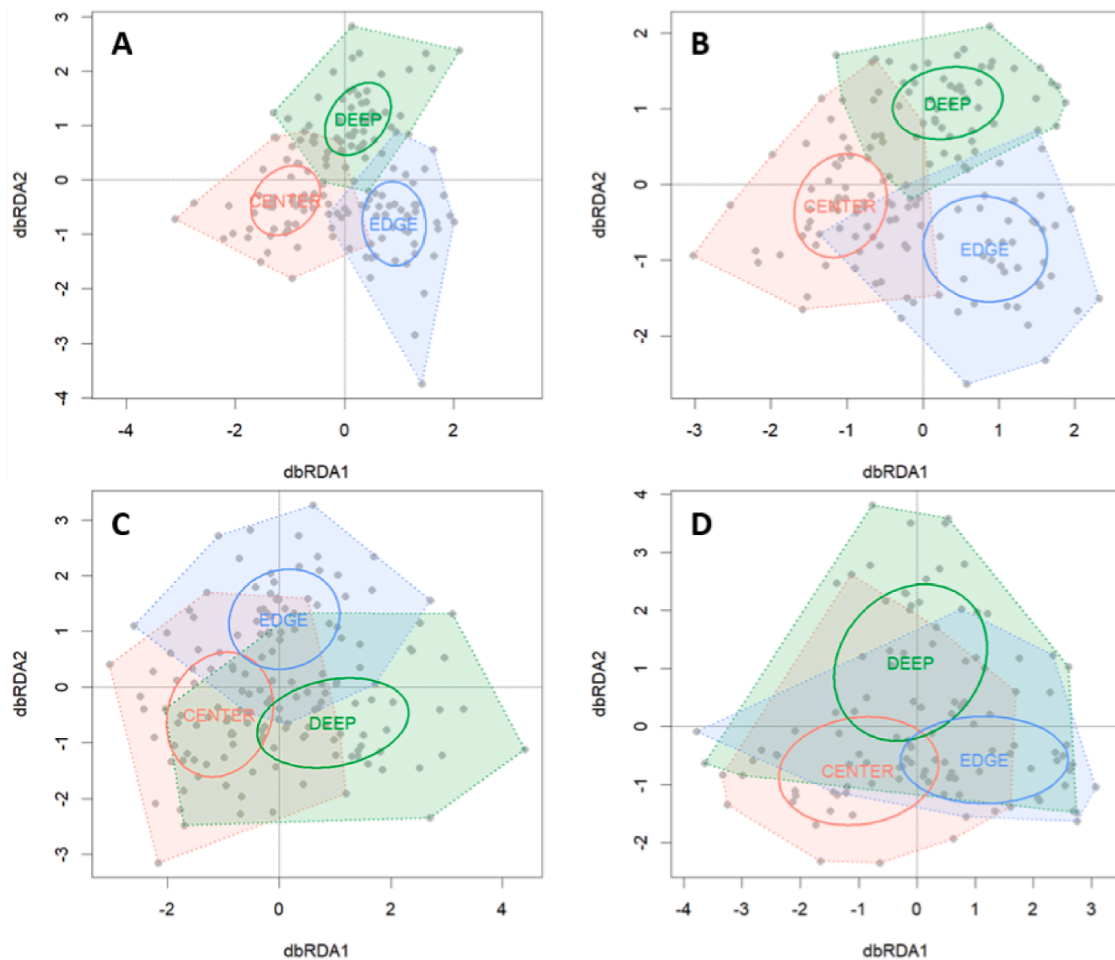 A
DEEP
CENTER
EDGE
3
2
1
0
-1
-2
-3
-4
dbRDA2
-4 -2 0 2
dbRDA1
B
DEEP
CENTER
EDGE
2
1
0
-1
-2
dbRDA2
-3 -2 -1 0 1 2
dbRDA1
C
EDGE
CENTER
DEEP
3
2
1
0
-1
-2
-3
dbRDA2
-2 0 2 4
dbRDA1
D
DEEP
CENTER
EDGE
4
3
2
1
0
-1
-2
dbRDA2
-4 -3 -2 -1 0 1 2 3
dbRDA1